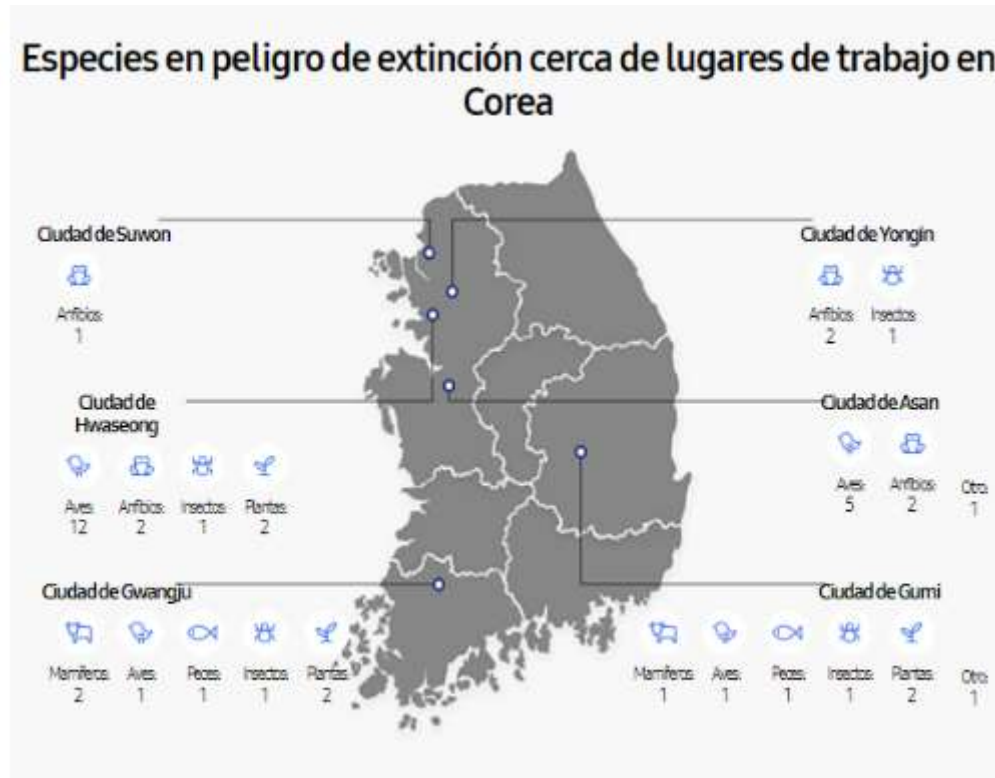 Especies en peligro de extinción cerca de lugares de trabajo en
Corea
Ciudad de Suwon
Anfibios
1
Ciudad de Yongin
Anfibios Insectos
2 1
Ciudad de
Hwaseong
Aves Anfibios Insectos Plantas
12 2 1 2
Ciudad de Asan
Aves Anfibios Otro
5 2 1
Ciudad de Gwangju
Mamíferos Aves Peces Insectos Plantas
2 1 1 1 2
Ciudad de Gumi
Mamíferos Aves Peces Insectos Plantas Otro
1 1 1 1 2 1